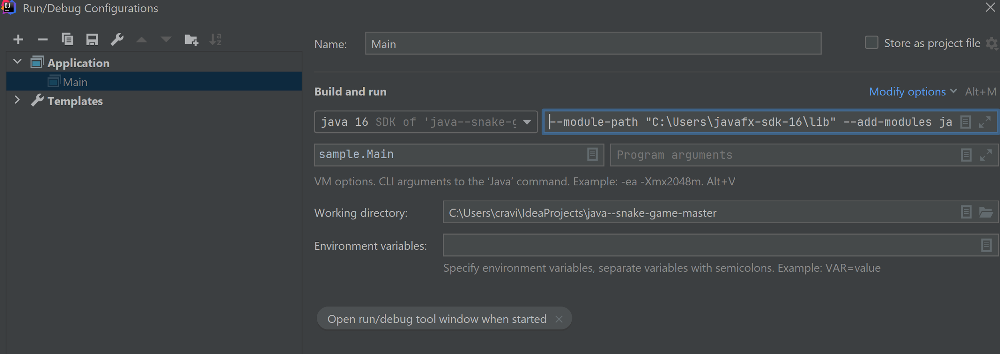 IJ
Run/Debug Configurations
Application
Main
Templates
Name: Main
Store as project file
Build and run
Modify options Alt+M
java 16 SDK of 'java--snake-g
--module-path "C:\Users\javafx-sdk-16\lib" --add-modules ja
sample.Main
Program arguments
VM options. CLI arguments to the ‘Java’ command. Example: -ea -Xmx2048m. Alt+V
Working directory: C:\Users\cravi\IdeaProjects\java--snake-game-master
Environment variables:
Specify environment variables, separate variables with semicolons. Example: VAR=value
Open run/debug tool window when started